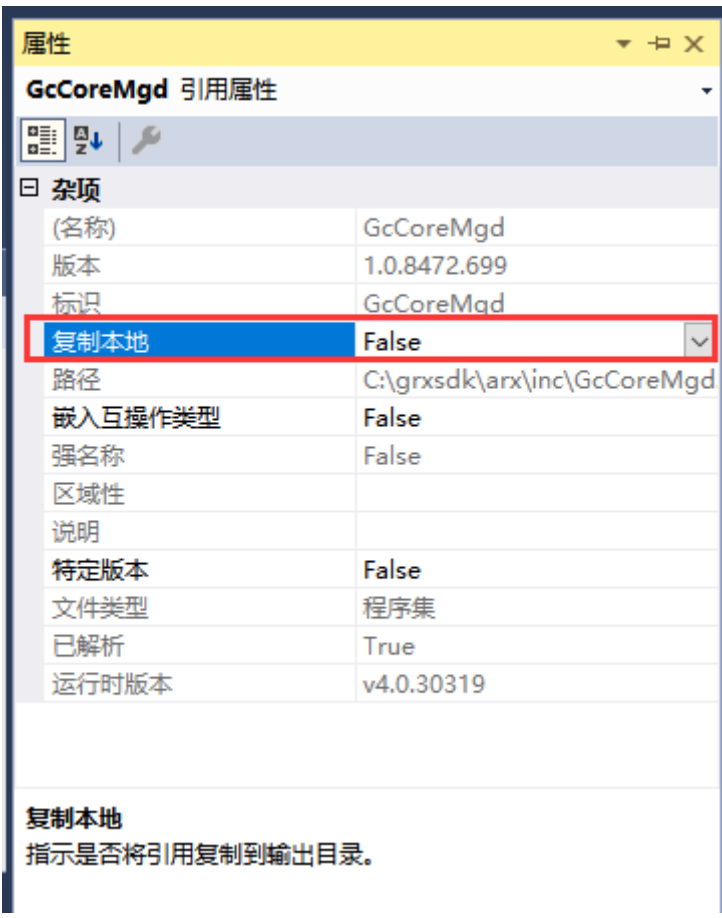 属性
GcCoreMgd 引用属性
杂项
(名称) GcCoreMgd
版本 1.0.8472.699
标识 GcCoreMgd
复制本地 False
路径 C:\grxsdk\arx\inc\GcCoreMgd.
嵌入互操作类型 False
强名称 False
区域性
说明
特定版本 False
文件类型 程序集
已解析 True
运行时版本 v4.0.30319
复制本地
指示是否将引用复制到输出目录。